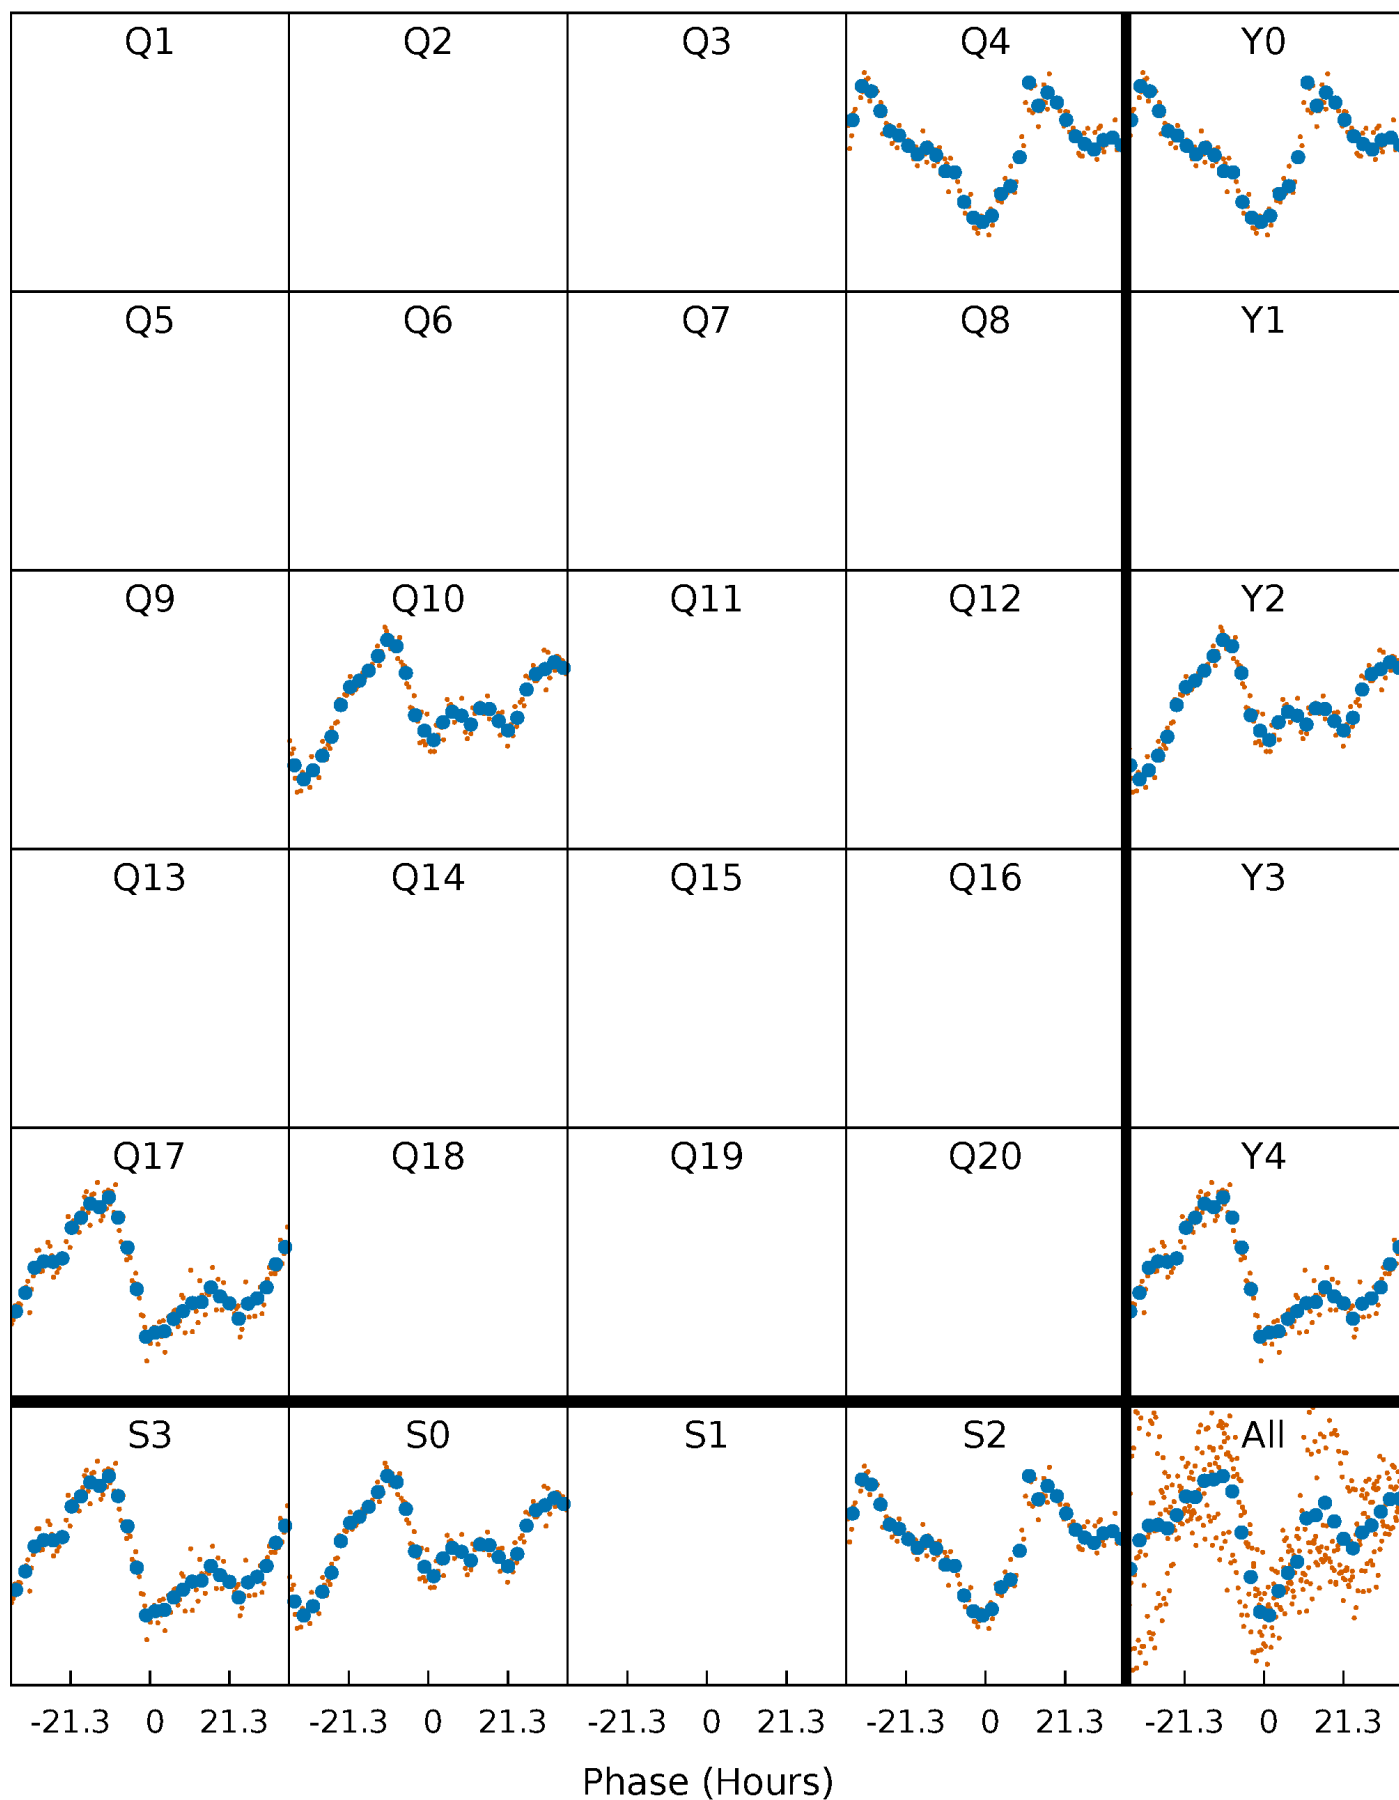 Q1 Q2 Q3 Q4 Y0
Q5 Q6 Q7 Q8 Y1
Q9 Q10 Q11 Q12 Y2
Q13 Q14 Q15 Q16 Y3
Q17 Q18 Q19 Q20 Y4
S3 S0 S1 S2 All
-21.3 0 21.3 -21.3 0 21.3 -21.3 0 21.3 -21.3 0 21.3 -21.3 0 21.3
Phase (Hours)